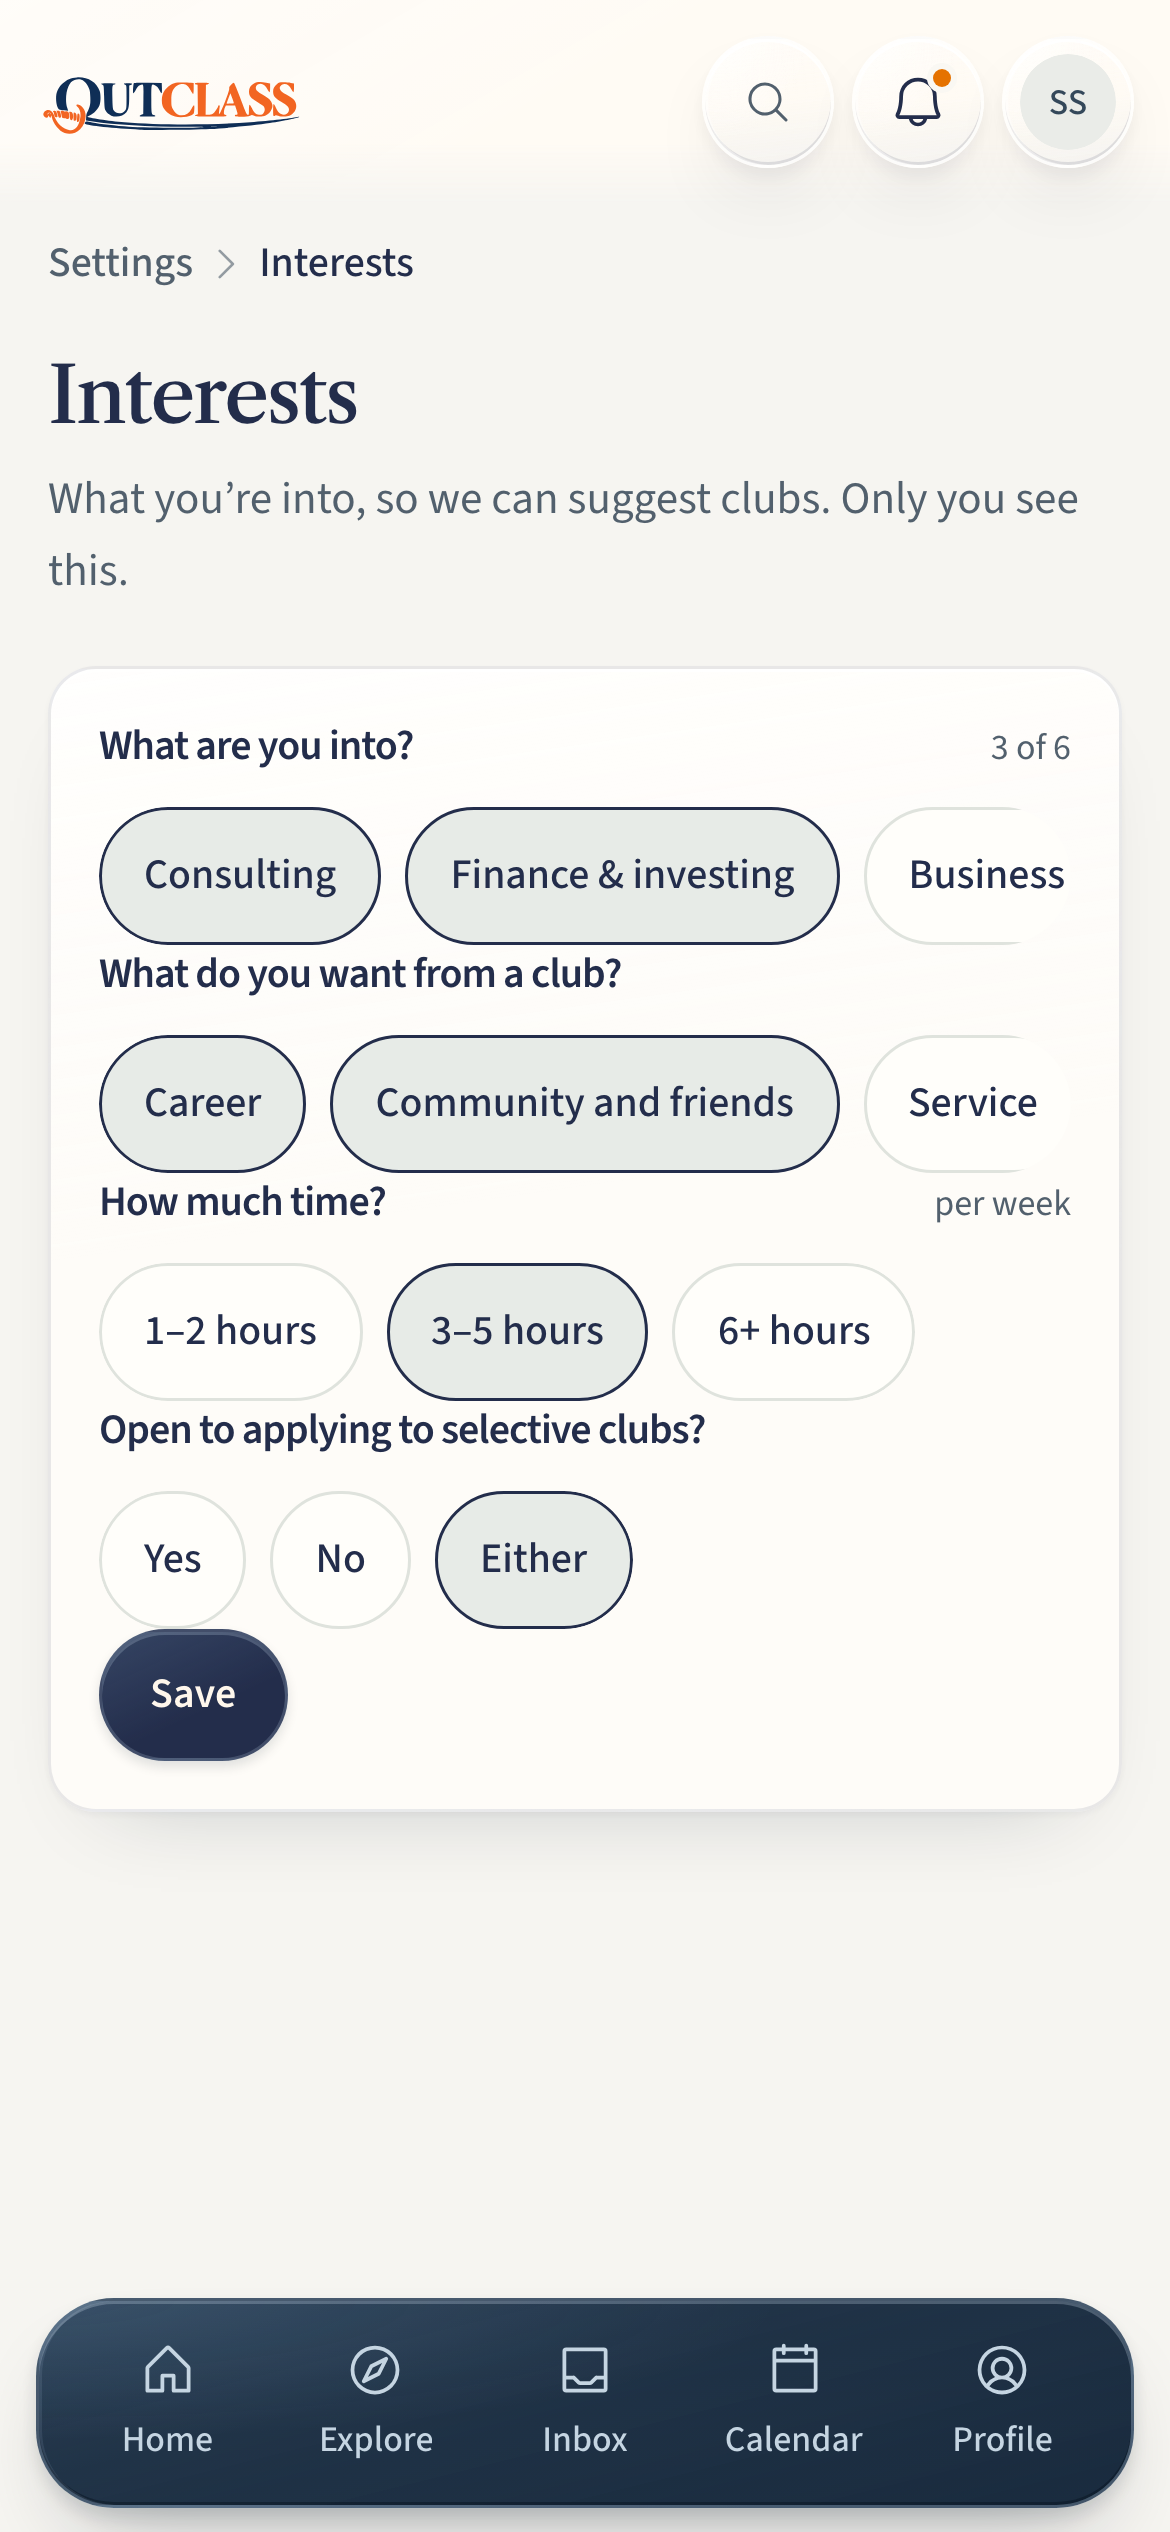 OUTCLASS
SS
Settings > Interests
Interests
What you’re into, so we can suggest clubs. Only you see
this.
What are you into? 3 of 6
Consulting Finance & investing Business
What do you want from a club?
Career Community and friends Service
How much time? per week
1–2 hours 3–5 hours 6+ hours
Open to applying to selective clubs?
Yes No Either
Save
Home Explore Inbox Calendar Profile